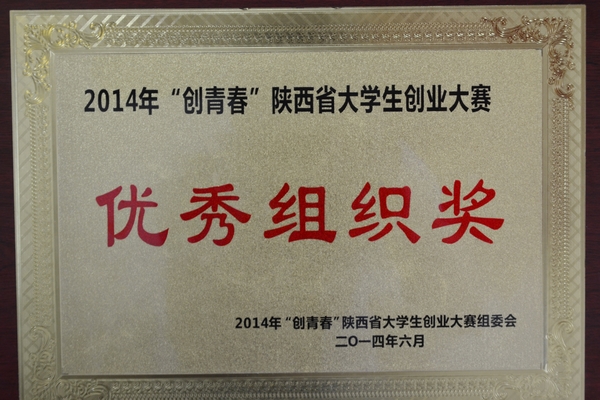 2014年“创青春”陕西省大学生创业大赛
优秀组织奖
2014年“创青春”陕西省大学生创业大赛组委会
二〇一四年六月